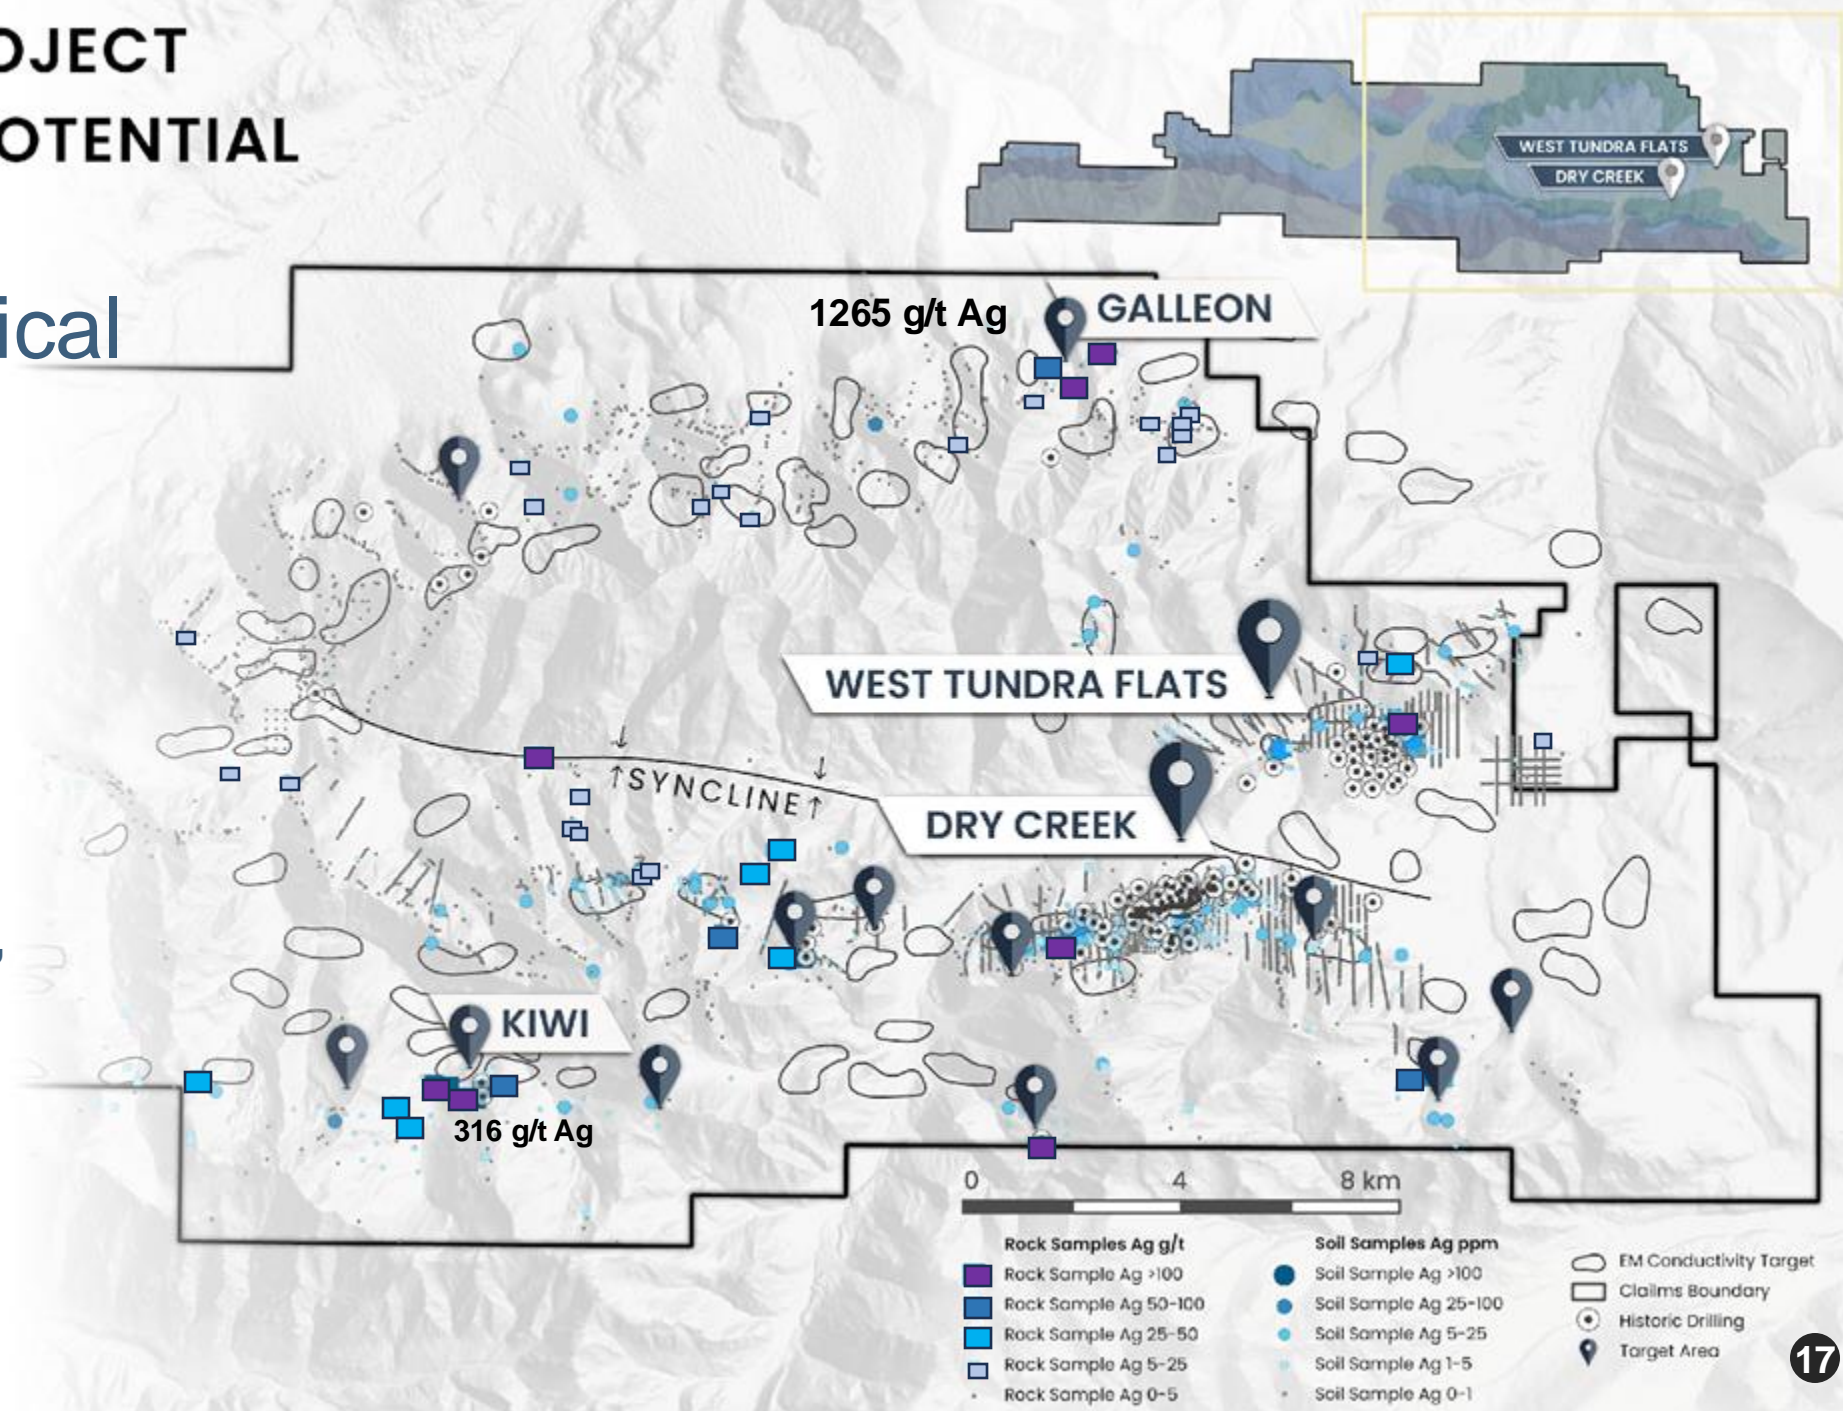 OJECT
OTENTIAL
ical
,
WEST TUNDRA FLATS
DRY CREEK
1265 g/t Ag
GALLEON
WEST TUNDRA FLATS
SYNCLINE
DRY CREEK
KIWI
316 g/t Ag
0 4 8 km
Rock Samples Ag g/t
Rock Sample Ag >100
Rock Sample Ag 50-100
Rock Sample Ag 25-50
Rock Sample Ag 5-25
Rock Sample Ag 0-5
Soil Samples Ag ppm
Soil Sample Ag >100
Soil Sample Ag 25-100
Soil Sample Ag 5-25
Soil Sample Ag 1-5
Soil Sample Ag 0-1
EM Conductivity Target
Claiims Boundary
Historic Drilling
Target Area
17